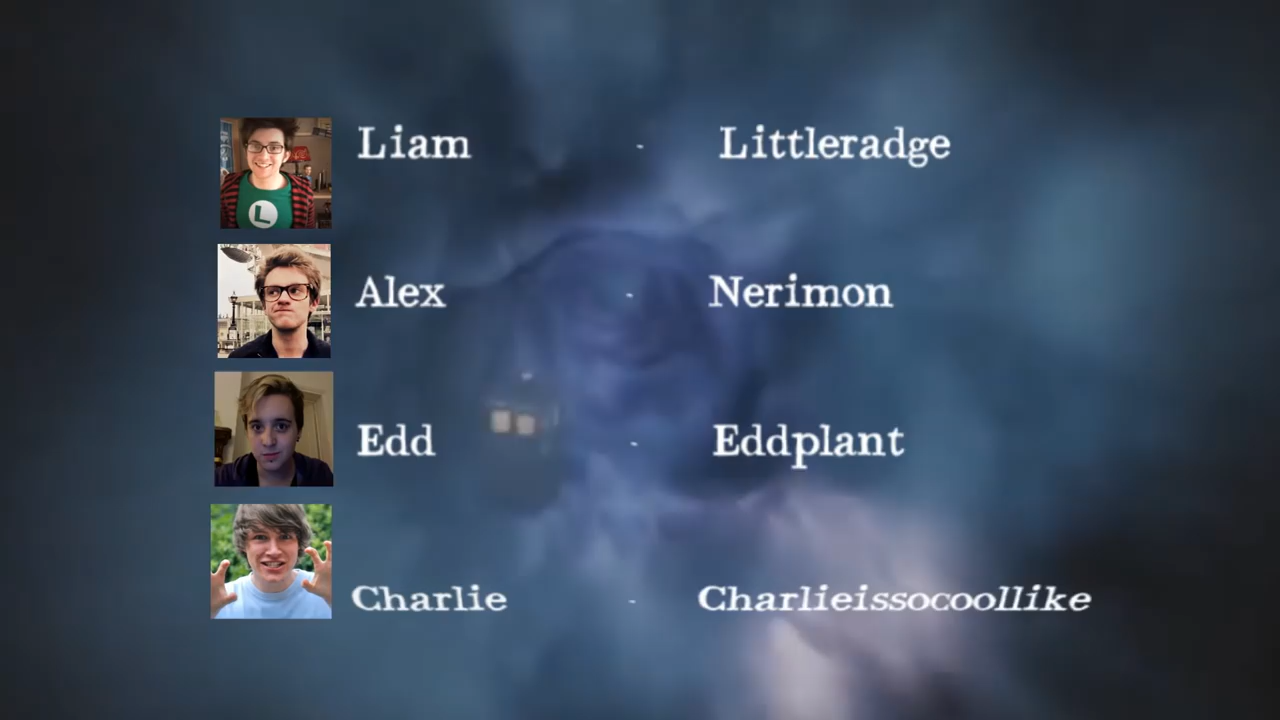 Liam - Littleradge
Alex - Nerimon
Edd - Eddplant
Charlie - Charlieissocoollike